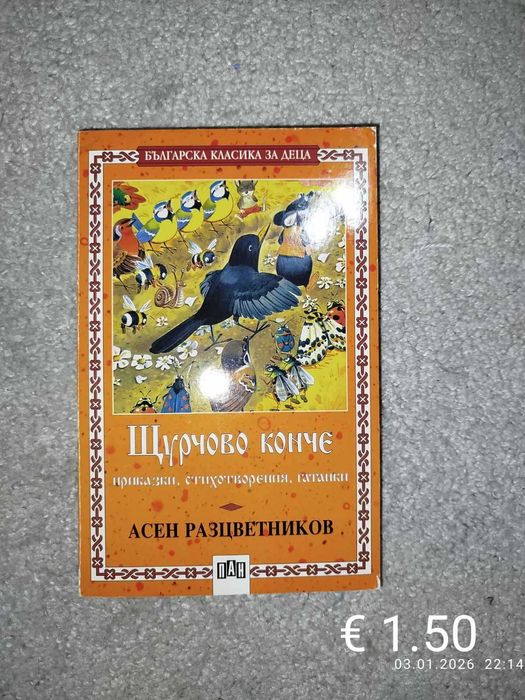 БЪЛГАРСКА КЛАСИКА ЗА ДЕЦА
Щурчово конче
приказки, стихотворения, гатанки
АСЕН РАЗЦВЕТНИКОВ
ПАН
€ 1.50
03.01.2026 22:14